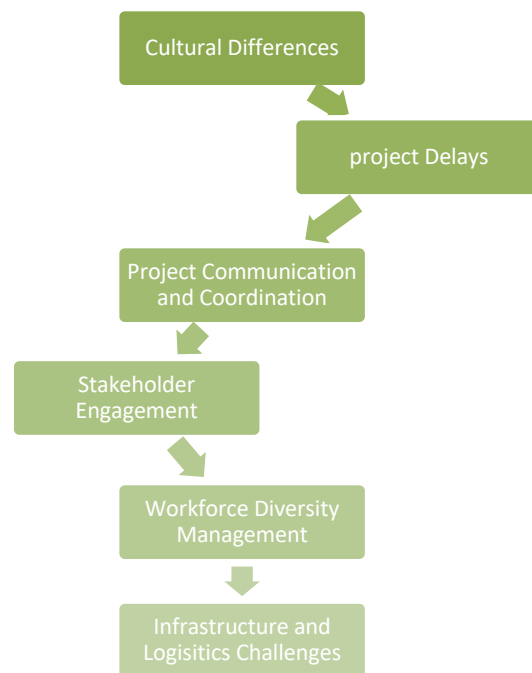 Cultural Differences
project Delays
Project Communication
and Coordination
Stakeholder
Engagement
Workforce Diversity
Management
Infrastructure and
Logisitics Challenges